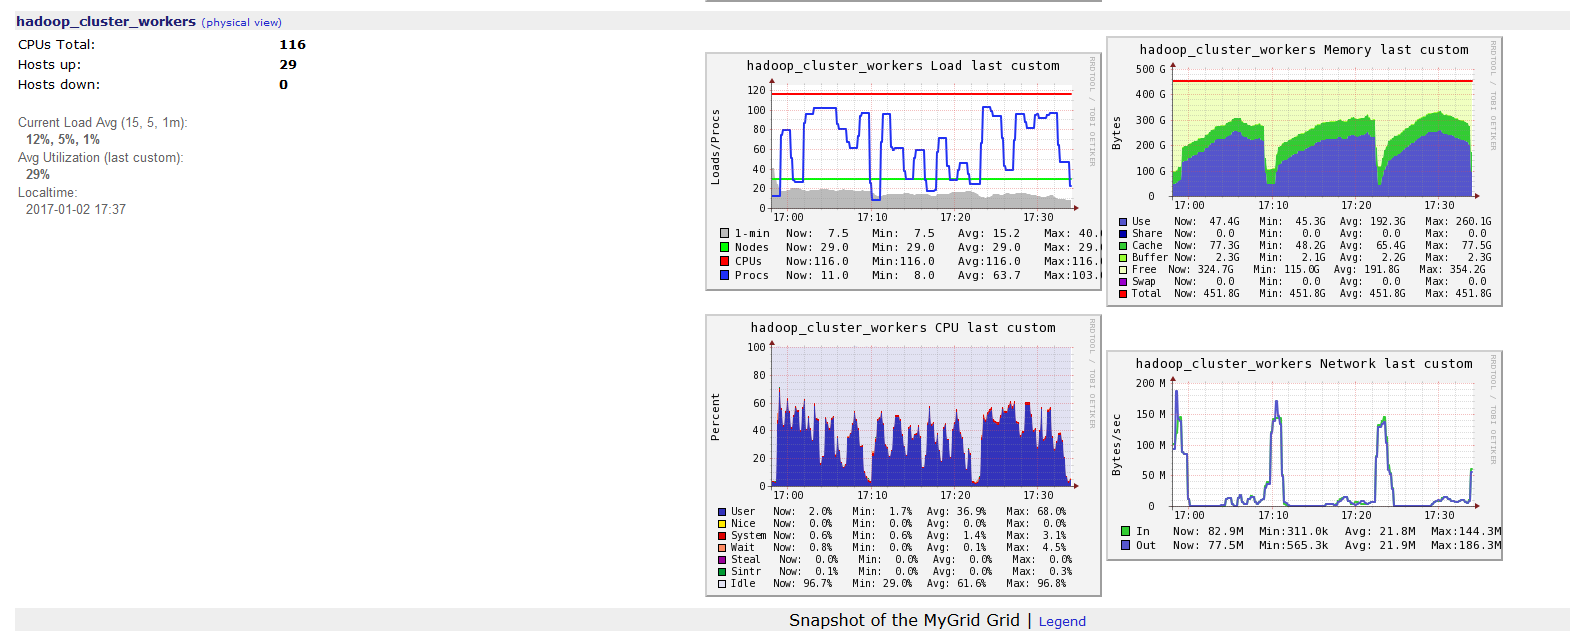 hadoop_cluster_workers (physical view)
CPUs Total: 116
Hosts up: 29
Hosts down: 0
Current Load Avg (15, 5, 1m):
12%, 5%, 1%
Avg Utilization (last custom):
29%
Localtime:
2017-01-02 17:37
hadoop_cluster_workers Load last custom
RRDTOOL / TOBI OETIKER
Loads/Procs
120
100
80
60
40
20
0
17:00 17:10 17:20 17:30
1-min Now: 7.5 Min: 7.5 Avg: 15.2 Max: 40.
Nodes Now: 29.0 Min: 29.0 Avg: 29.0 Max: 29.
CPUs Now:116.0 Min:116.0 Avg:116.0 Max:116.
Procs Now: 11.0 Min: 8.0 Avg: 63.7 Max:103.
hadoop_cluster_workers Memory last custom
RRDTOOL / TOBI OETIKER
Bytes
500 G
400 G
300 G
200 G
100 G
0
17:00 17:10 17:20 17:30
Use Now: 47.4G Min: 45.3G Avg: 192.3G Max: 260.1G
Share Now: 0.0 Min: 0.0 Avg: 0.0 Max: 0.0
Cache Now: 77.3G Min: 48.2G Avg: 65.4G Max: 77.5G
Buffer Now: 2.3G Min: 2.1G Avg: 2.2G Max: 2.3G
Free Now: 324.7G Min: 115.0G Avg: 191.8G Max: 354.2G
Swap Now: 0.0 Min: 0.0 Avg: 0.0 Max: 0.0
Total Now: 451.8G Min: 451.8G Avg: 451.8G Max: 451.8G
hadoop_cluster_workers CPU last custom
RRDTOOL / TOBI OETIKER
Percent
100
80
60
40
20
0
17:00 17:10 17:20 17:30
User Now: 2.0% Min: 1.7% Avg: 36.9% Max: 68.0%
Nice Now: 0.0% Min: 0.0% Avg: 0.0% Max: 0.0%
System Now: 0.6% Min: 0.6% Avg: 1.4% Max: 3.1%
Wait Now: 0.8% Min: 0.0% Avg: 0.1% Max: 4.5%
Steal Now: 0.0% Min: 0.0% Avg: 0.0% Max: 0.0%
Sintr Now: 0.1% Min: 0.0% Avg: 0.0% Max: 0.3%
Idle Now: 96.7% Min: 29.0% Avg: 61.6% Max: 96.8%
hadoop_cluster_workers Network last custom
RRDTOOL / TOBI OETIKER
Bytes/sec
200 M
150 M
100 M
50 M
0
17:00 17:10 17:20 17:30
In Now: 82.9M Min:311.0k Avg: 21.8M Max:144.3M
Out Now: 77.5M Min:565.3k Avg: 21.9M Max:186.3M
Snapshot of the MyGrid Grid | Legend